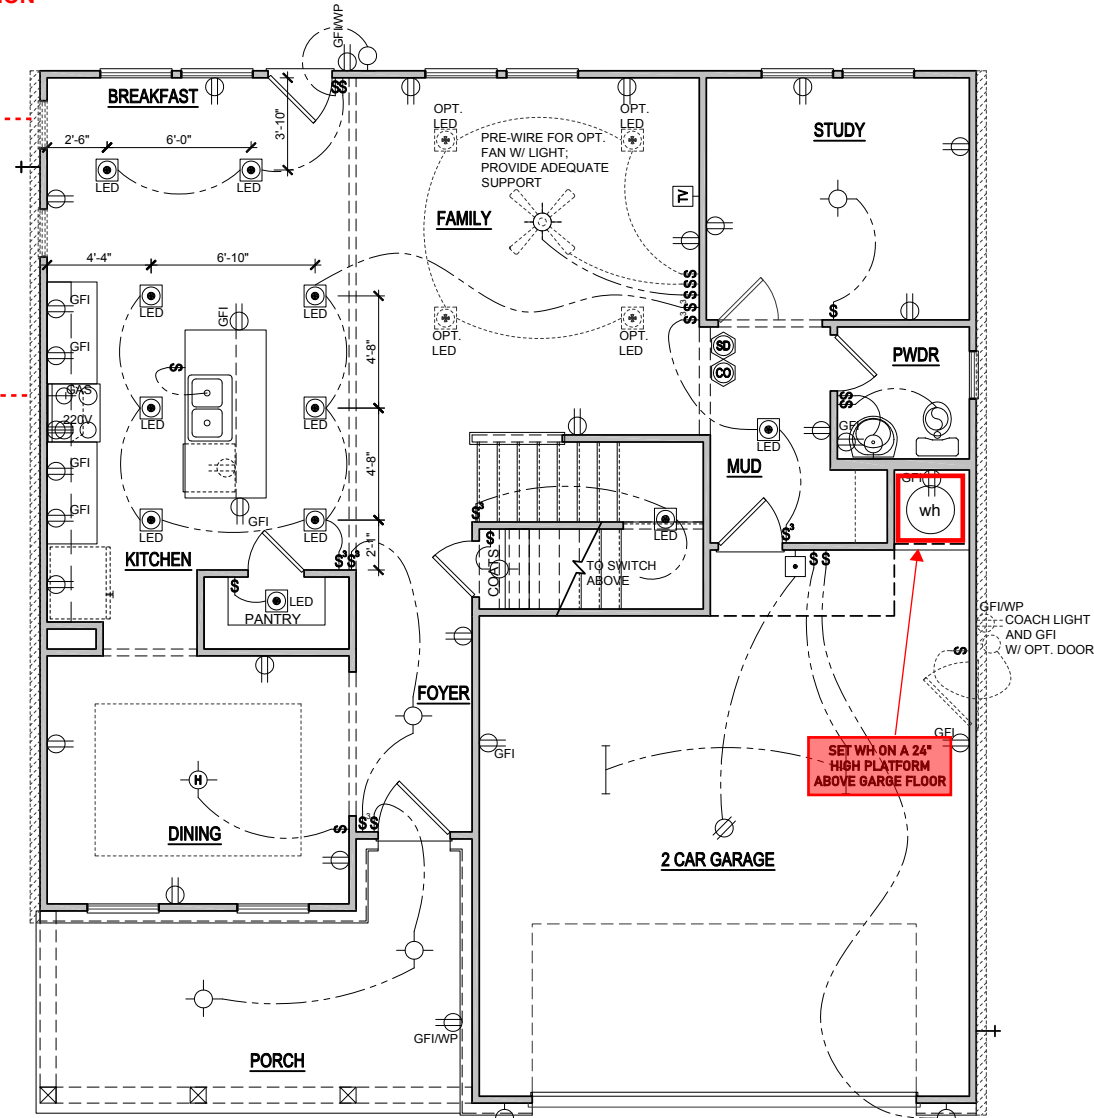 GFI/WP
BREAKFAST
2'-6"
6'-0"
3'-10"
LED
LED
OPT.
LED
OPT.
LED
PRE-WIRE FOR OPT.
FAN W/ LIGHT;
PROVIDE ADEQUATE
SUPPORT
FAMILY
TV
STUDY
4'-4"
6'-10"
GFI
GFI
GFI
LED
LED
OPT.
LED
OPT.
LED
4'-8"
SD
CO
PWDR
GAS
220V
LED
LED
GFI
LED
MUD
4'-8"
GFI
GFI
GFI
GFI
wh
LED
LED
LED
2'-1"
KITCHEN
COATS
TO SWITCH
ABOVE
LED
PANTRY
GFI/WP
COACH LIGHT
AND GFI
W/ OPT. DOOR
FOYER
GFI
GFI
SET WH ON A 24"
HIGH PLATFORM
ABOVE GARGE FLOOR
H
DINING
2 CAR GARAGE
GFI/WP
PORCH